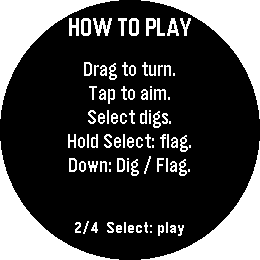 HOW TO PLAY
Drag to turn.
Tap to aim.
Select digs.
Hold Select: flag.
Down: Dig / Flag.
2/4 Select: play